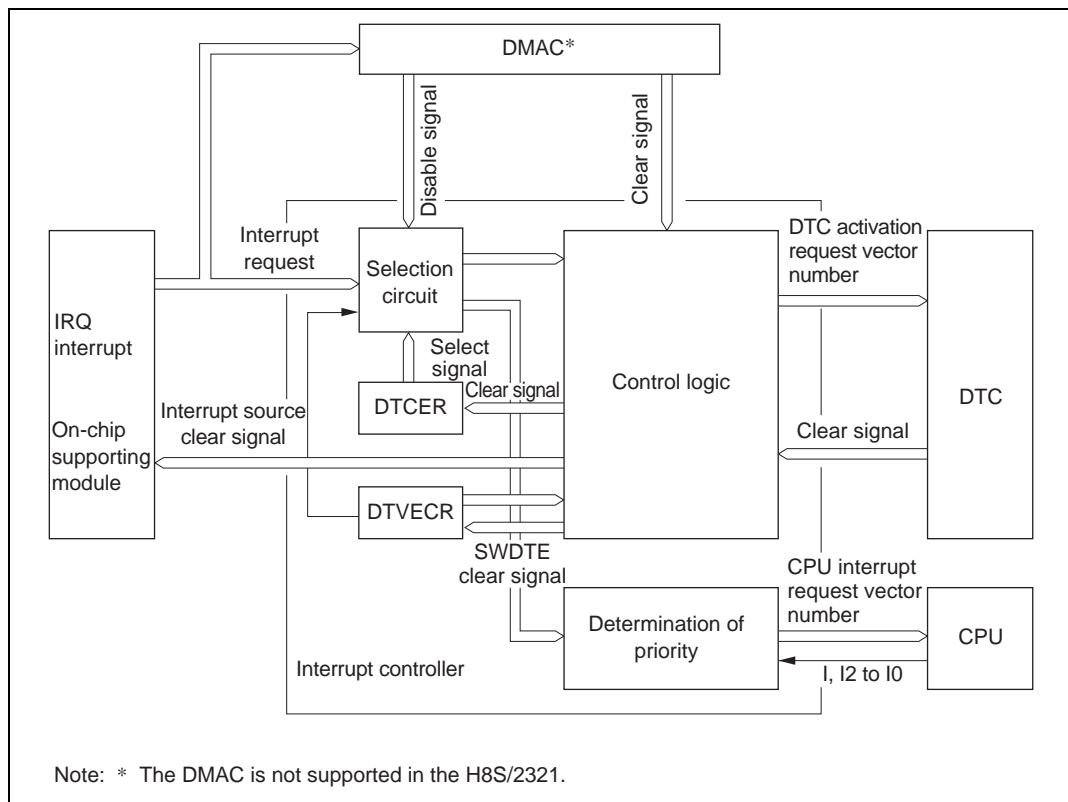 DMAC*
Disable signal
Clear signal
Interrupt
request
Selection
circuit
DTC activation
request vector
number
IRQ
interrupt
On-chip
supporting
module
Select
signal
Clear signal
DTCER
Control logic
DTC
Interrupt source
clear signal
Clear signal
DTVECR
SWDTE
clear signal
CPU interrupt
request vector
number
Determination of
priority
CPU
I, I2 to I0
Interrupt controller
Note: * The DMAC is not supported in the H8S/2321.